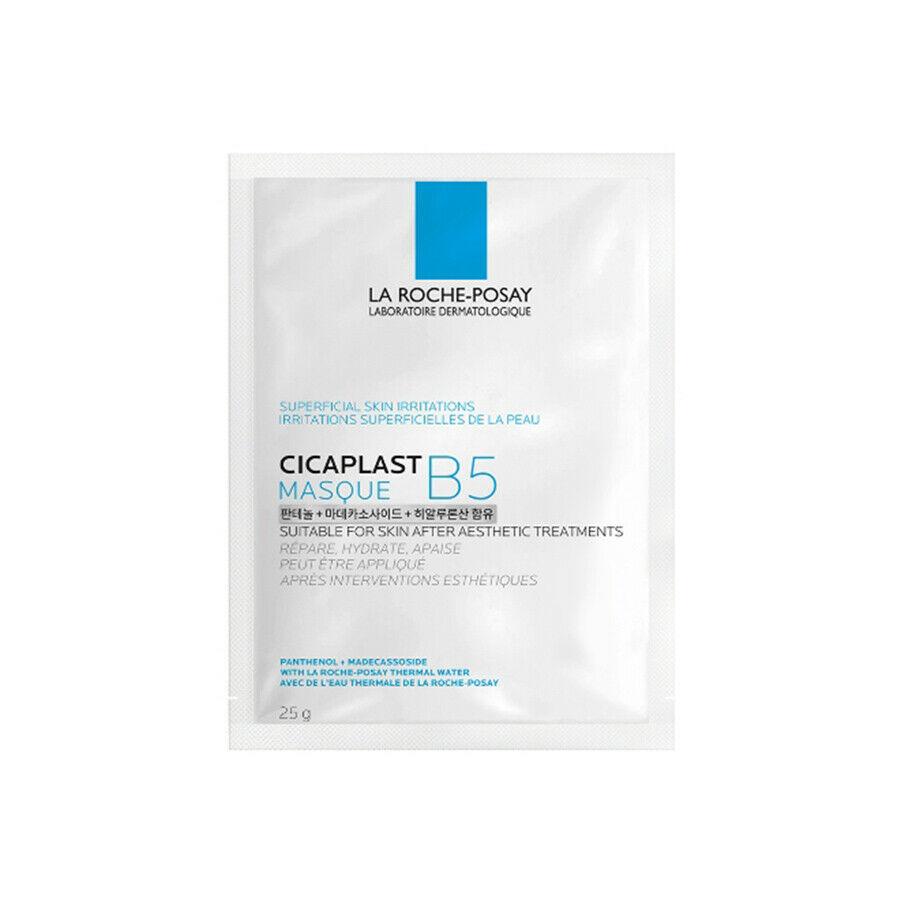 LA ROCHE-POSAY
LABORATOIRE DERMATOLOGIQUE
SUPERFICIAL SKIN IRRITATIONS
IRRITATIONS SUPERFICIELLES DE LA PEAU
CICAPLAST B5
MASQUE
판테놀 + 마데카소사이드 + 히알루론산 함유
SUITABLE FOR SKIN AFTER AESTHETIC TREATMENTS
RÉPARE, HYDRATE, APAISE
PEUT ÊTRE APPLIQUÉ
APRÈS INTERVENTIONS ESTHÉTIQUES
PANTHENOL + MADECASSOSIDE
WITH LA ROCHE-POSAY THERMAL WATER
AVEC DE L'EAU THERMALE DE LA ROCHE-POSAY
25 g